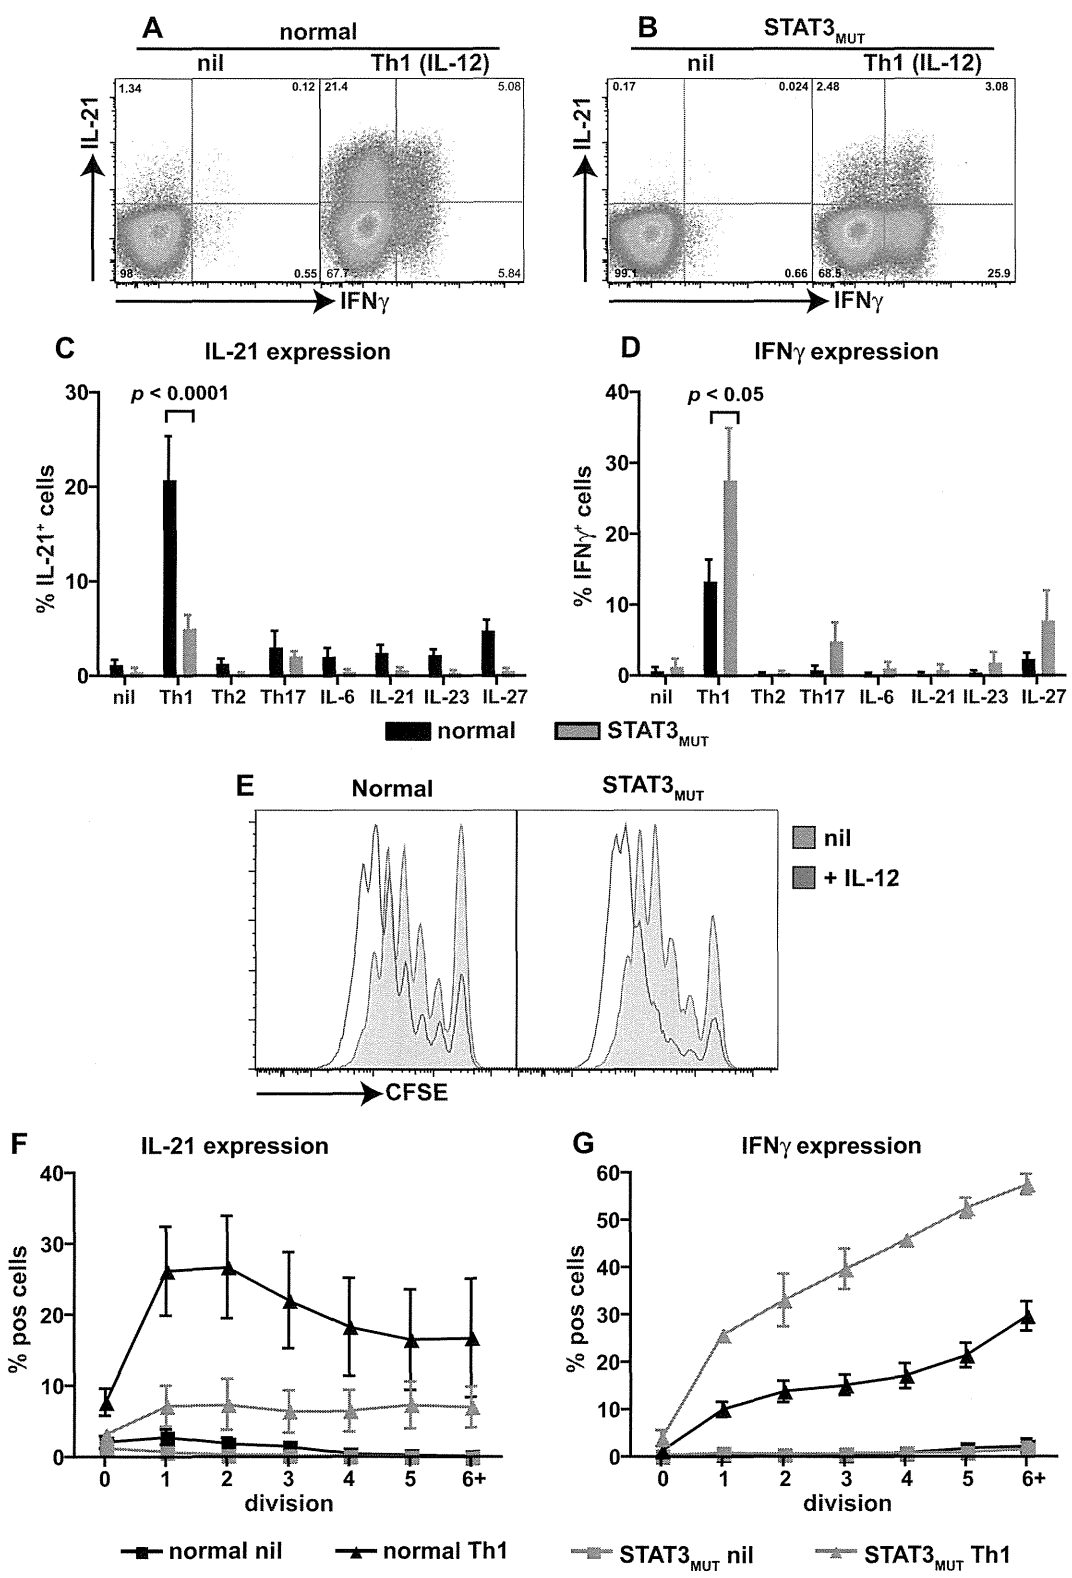 A
normal
nil
Th1 (IL-12)
1.34
0.12
21.4
5.08
98
0.55
67.7
5.84
IL-21
IFNγ
B
STAT3MUT
nil
Th1 (IL-12)
0.17
0.024
2.48
3.08
99.1
0.66
68.5
25.9
IL-21
IFNγ
C
IL-21 expression
p < 0.0001
30
20
10
0
% IL-21+ cells
nil
Th1
Th2
Th17
IL-6
IL-21
IL-23
IL-27
D
IFNγ expression
p < 0.05
40
30
20
10
0
% IFNγ+ cells
nil
Th1
Th2
Th17
IL-6
IL-21
IL-23
IL-27
normal
STAT3MUT
E
Normal
STAT3MUT
nil
+ IL-12
CFSE
F
IL-21 expression
40
30
20
10
0
% pos cells
0
1
2
3
4
5
6+
division
G
IFNγ expression
60
50
40
30
20
10
0
% pos cells
0
1
2
3
4
5
6+
division
normal nil
normal Th1
STAT3MUT nil
STAT3MUT Th1